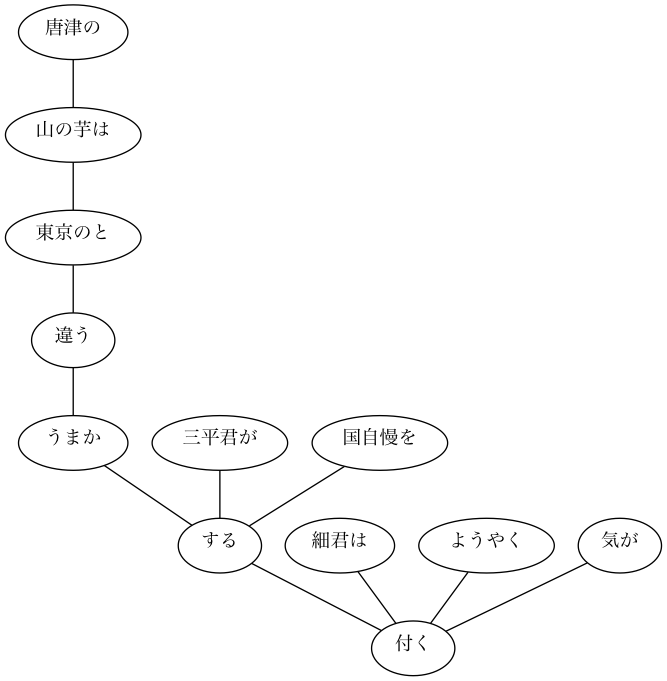 唐津の
山の芋は
東京のと
違う
うまか
三平君が
国自慢を
する
細君は
ようやく
気が
付く